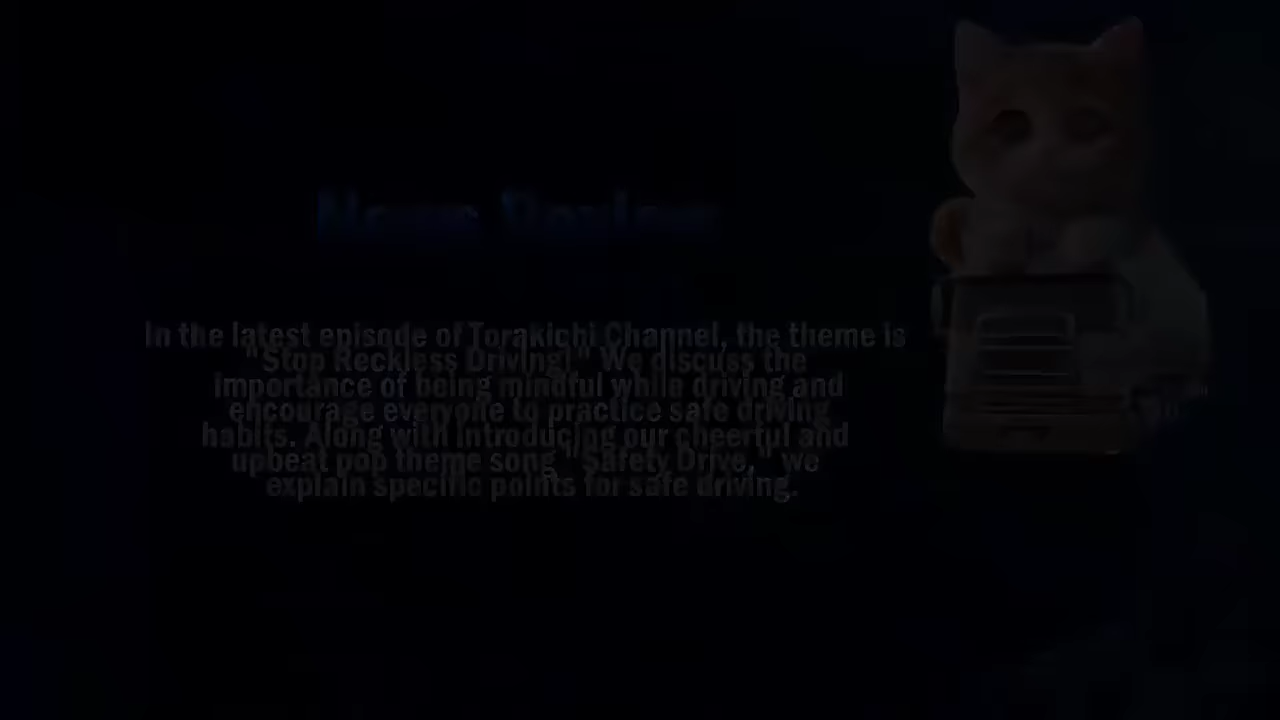 News Review
In the latest episode of Torakichi Channel, the theme is
"Stop Reckless Driving!" We discuss the
importance of being mindful while driving and
encourage everyone to practice safe driving
habits. Along with introducing our cheerful and
upbeat pop theme song "Safety Drive," we
explain specific points for safe driving.